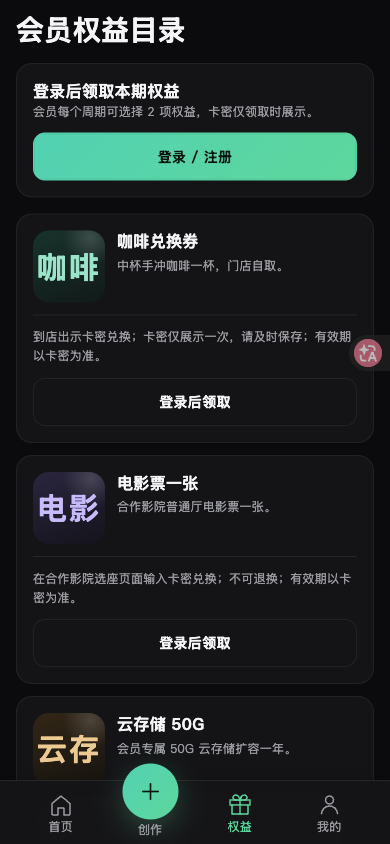 会员权益目录
登录后领取本期权益
会员每个周期可选择 2 项权益，卡密仅领取时展示。
登录 / 注册
咖啡
咖啡兑换券
中杯手冲咖啡一杯，门店自取。
到店出示卡密兑换；卡密仅展示一次，请及时保存；有效期
以卡密为准。
登录后领取
电影
电影票一张
合作影院普通厅电影票一张。
在合作影院选座页面输入卡密兑换；不可退换；有效期以卡
密为准。
登录后领取
云存
云存储 50G
会员专属 50G 云存储扩容一年。
首页
创作
权益
我的